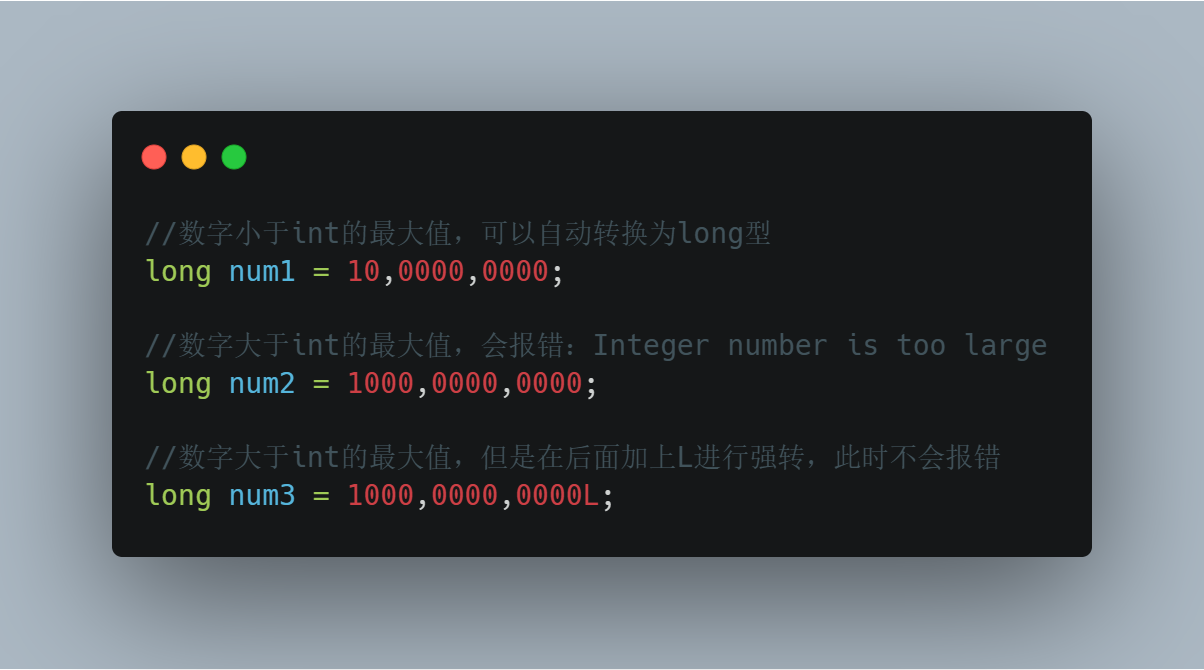 //数字小于int的最大值，可以自动转换为long型
long num1 = 10,0000,0000;
//数字大于int的最大值，会报错：Integer number is too large
long num2 = 1000,0000,0000;
//数字大于int的最大值，但是在后面加上L进行强转，此时不会报错
long num3 = 1000,0000,0000L;